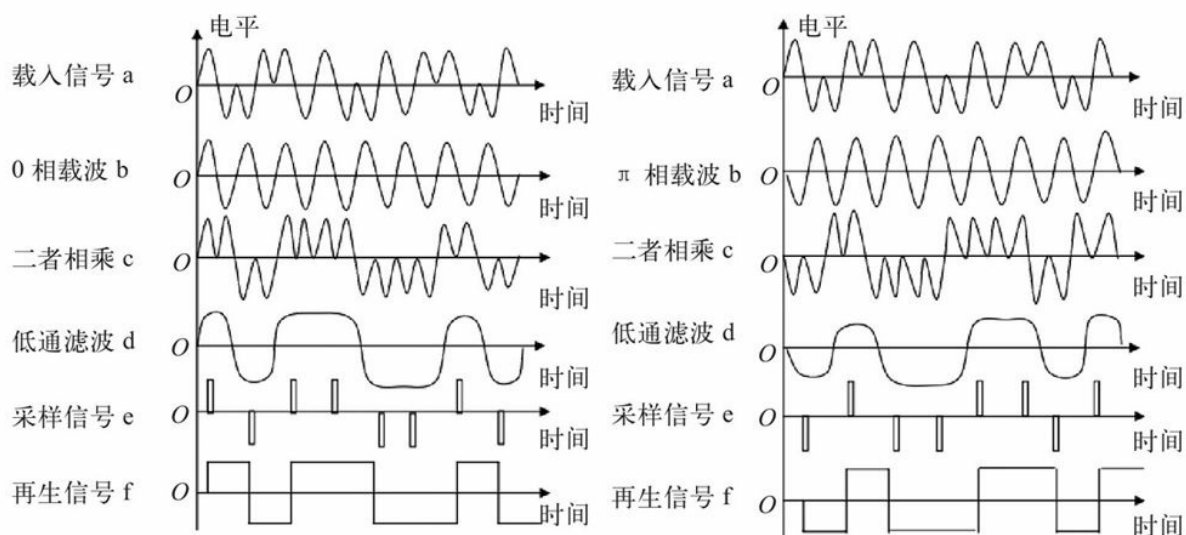 电平
载入信号 a
O
时间
0 相载波 b
O
时间
二者相乘 c
O
时间
低通滤波 d
O
时间
采样信号 e
O
时间
再生信号 f
O
时间
电平
载入信号 a
O
时间
π 相载波 b
O
时间
二者相乘 c
O
时间
低通滤波 d
O
时间
采样信号 e
O
时间
再生信号 f
O
时间